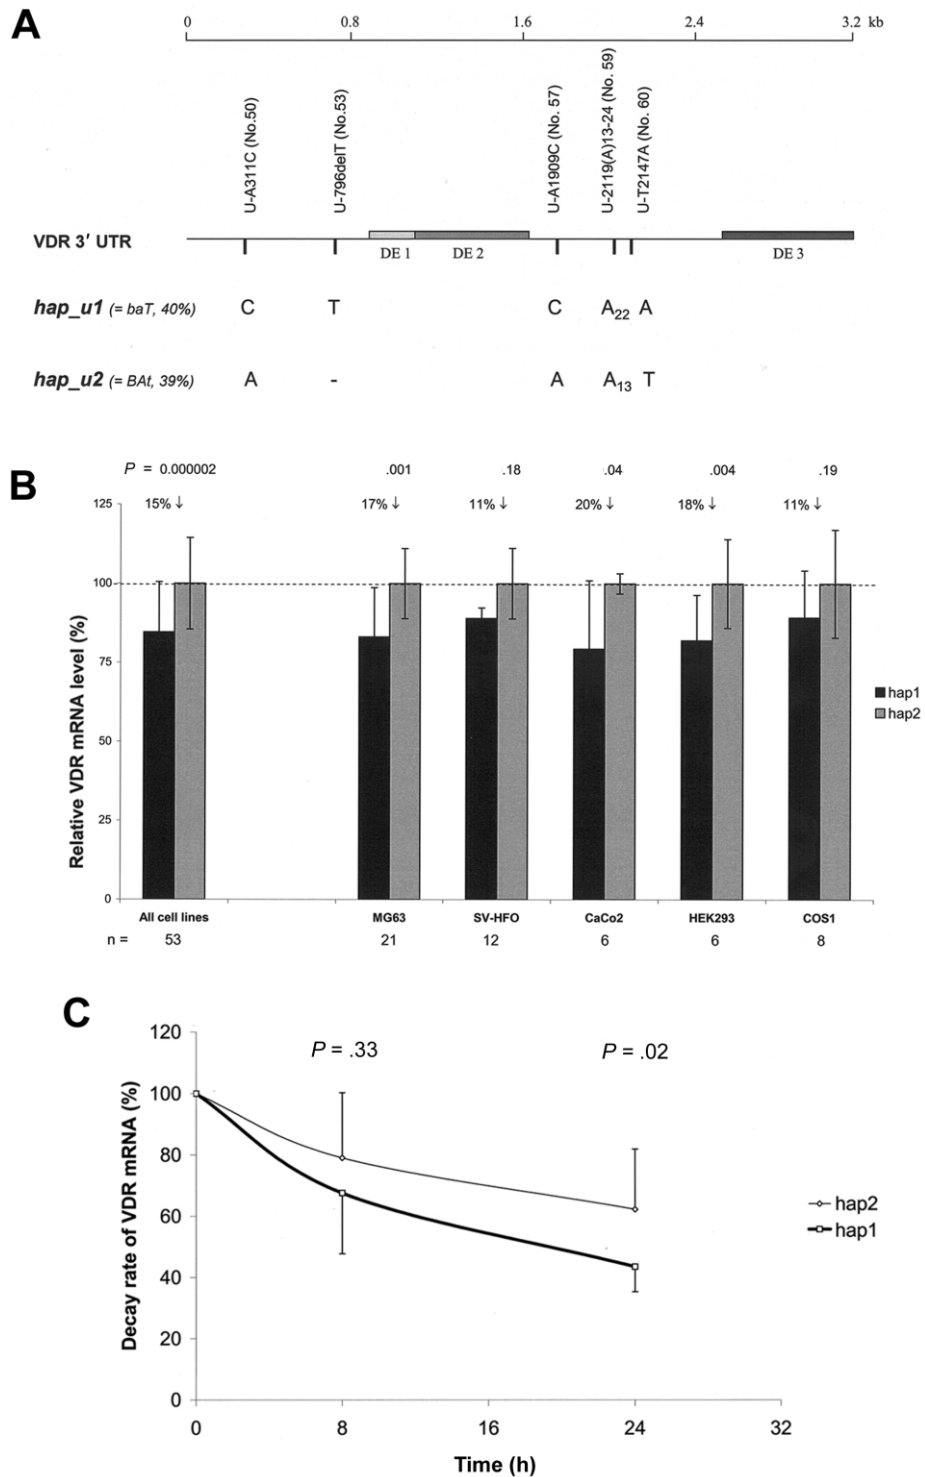 A
0 0.8 1.6 2.4 3.2 kb
U-A311C (No.50)
U-796delT (No.53)
U-A1909C (No. 57)
U-2119(A)13-24 (No. 59)
U-T2147A (No. 60)
VDR 3′ UTR
DE 1 DE 2 DE 3
hap_u1 (= baT, 40%) C T C A22 A
hap_u2 (= BAt, 39%) A - A A13 T
B
P = 0.000002 .001 .18 .04 .004 .19
15%↓ 17%↓ 11%↓ 20%↓ 18%↓ 11%↓
125
100
75
50
25
0
Relative VDR mRNA level (%)
hap1
hap2
All cell lines MG63 SV-HFO CaCo2 HEK293 COS1
n = 53 21 12 6 6 8
C
120
100
80
60
40
20
0
Decay rate of VDR mRNA (%)
P = .33 P = .02
hap2
hap1
0 8 16 24 32
Time (h)